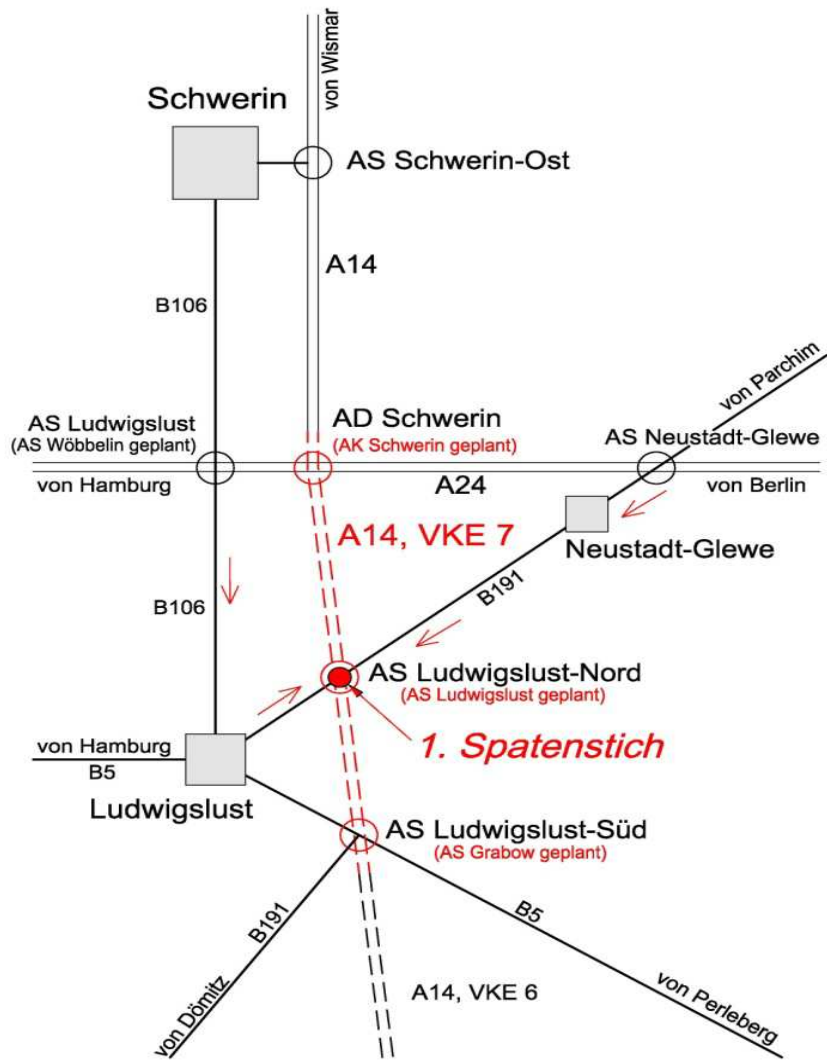 von Wismar
Schwerin
AS Schwerin-Ost
A14
B106
von Parchim
AS Ludwigslust
(AS Wöbbelin geplant)
AD Schwerin
(AK Schwerin geplant)
AS Neustadt-Glewe
von Hamburg
A24
von Berlin
A14, VKE 7
Neustadt-Glewe
B191
B106
AS Ludwigslust-Nord
(AS Ludwigslust geplant)
von Hamburg
B5
1. Spatenstich
Ludwigslust
AS Ludwigslust-Süd
(AS Grabow geplant)
B191
B5
A14, VKE 6
von Dömitz
von Perleberg